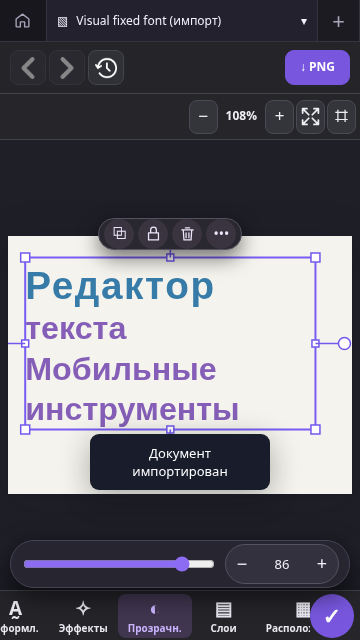 Visual fixed font (импорт)
↓ PNG
108%
Редактор
текста
Мобильные
инструменты
Документ
импортирован
86
формл.
Эффекты
Прозрачн.
Слои
Располо